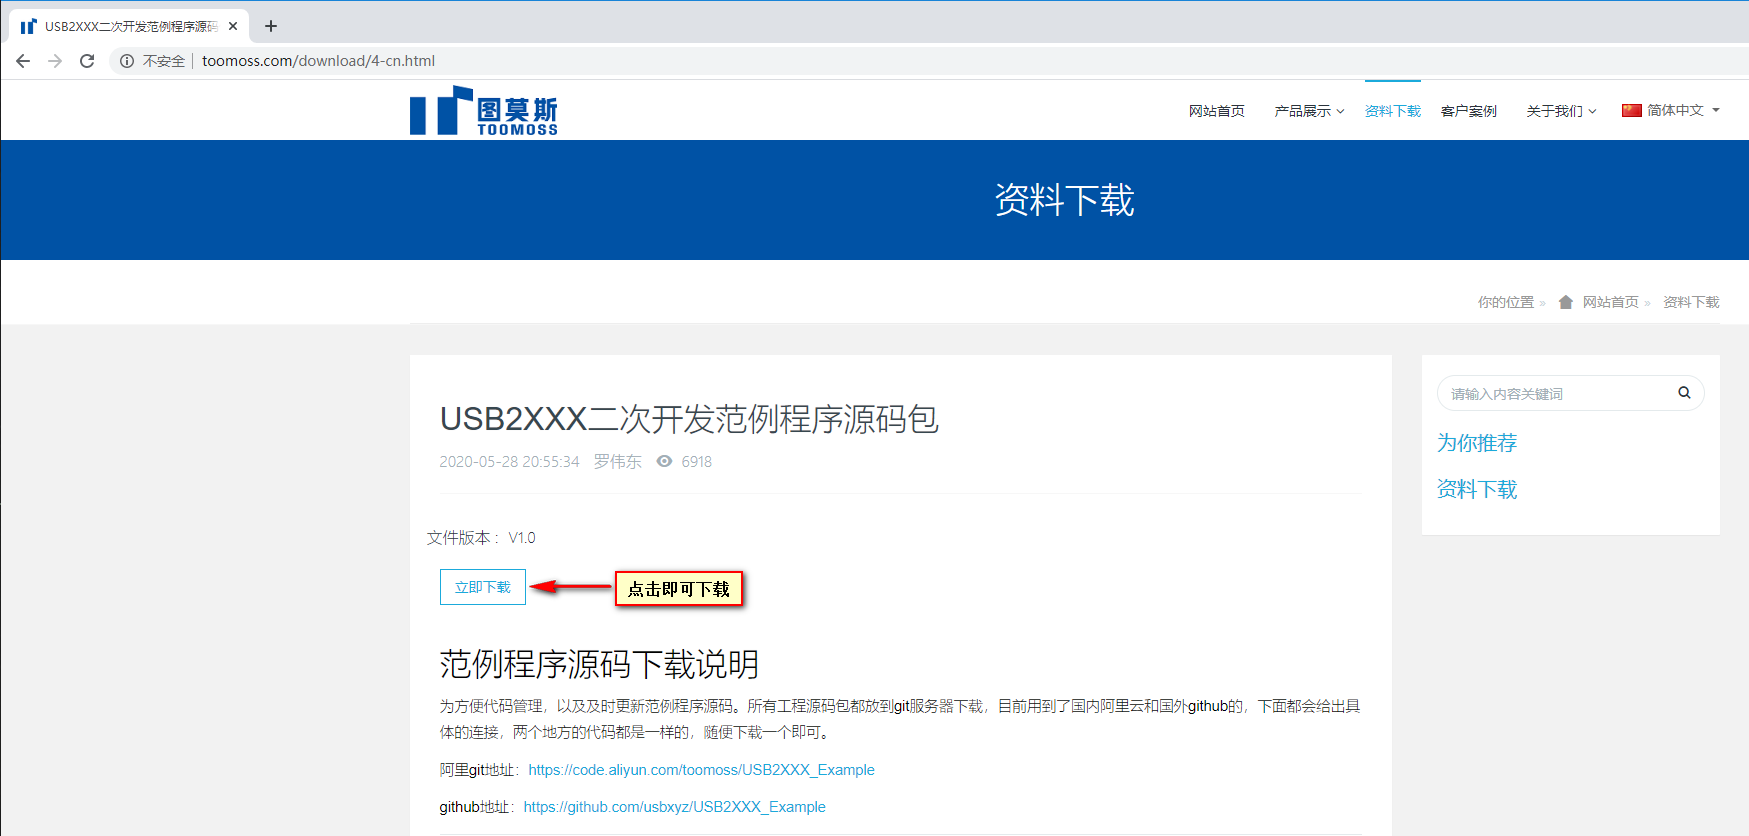 USB2XXX二次开发范例程序源码
不安全 toomoss.com/download/4-cn.html
图莫斯
TOOMOSS
网站首页 产品展示 资料下载 客户案例 关于我们 简体中文
资料下载
你的位置 » 网站首页 » 资料下载
USB2XXX二次开发范例程序源码包
2020-05-28 20:55:34 罗伟东 6918
文件版本： V1.0
立即下载
点击即可下载
范例程序源码下载说明
为方便代码管理，以及及时更新范例程序源码。所有工程源码包都放到git服务器下载，目前用到了国内阿里云和国外github的，下面都会给出具
体的连接，两个地方的代码都是一样的，随便下载一个即可。
阿里git地址：https://code.aliyun.com/toomoss/USB2XXX_Example
github地址：https://github.com/usbxyz/USB2XXX_Example
请输入内容关键词
为你推荐
资料下载